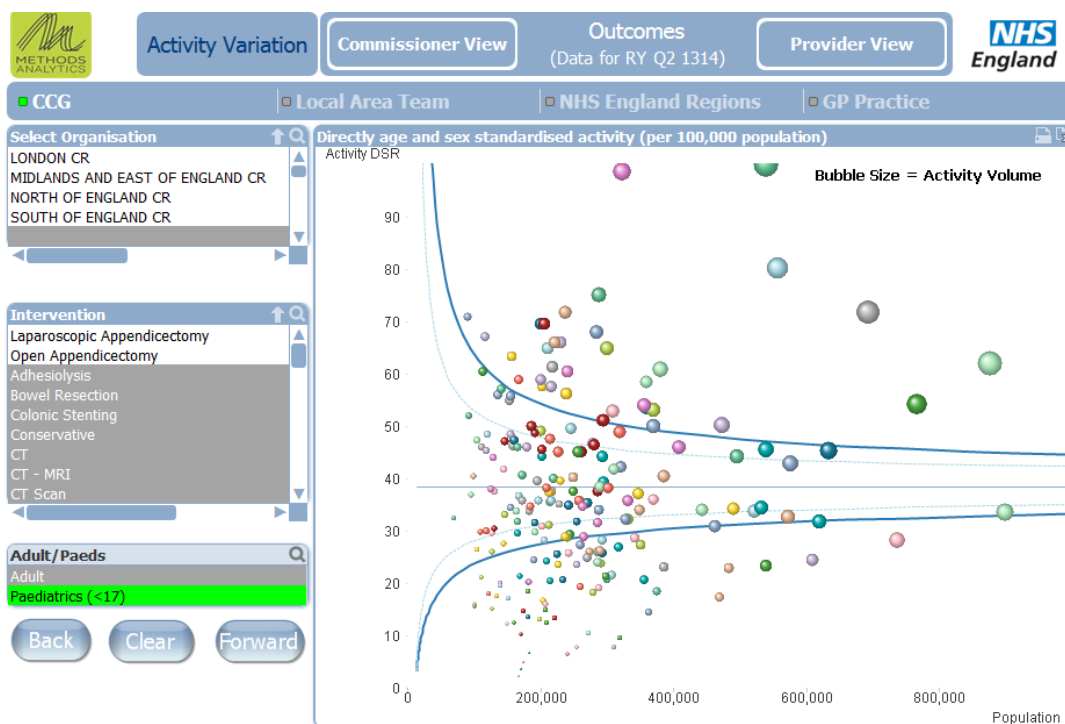 METHODS
ANALYTICS
Activity Variation
Commissioner View
Outcomes
(Data for RY Q2 1314)
Provider View
NHS
England
CCG
Local Area Team
NHS England Regions
GP Practice
Select Organisation
LONDON CR
MIDLANDS AND EAST OF ENGLAND CR
NORTH OF ENGLAND CR
SOUTH OF ENGLAND CR
Intervention
Laparoscopic Appendicectomy
Open Appendicectomy
Adhesiolysis
Bowel Resection
Colonic Stenting
Conservative
CT
CT - MRI
CT Scan
Adult/Paeds
Adult
Paediatrics (<17)
Back
Clear
Forward
Directly age and sex standardised activity (per 100,000 population)
Activity DSR
Bubble Size = Activity Volume
90
80
70
60
50
40
30
20
10
0
0
200,000
400,000
600,000
800,000
Population